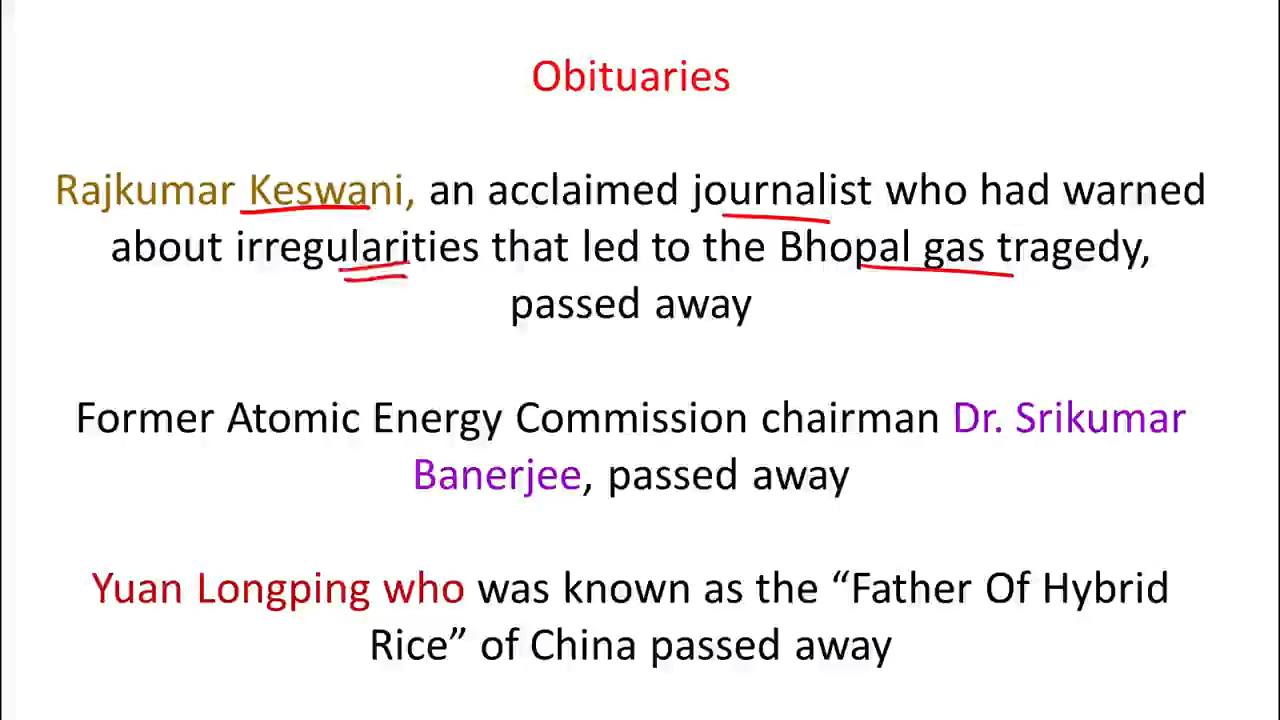 Obituaries
Rajkumar Keswani, an acclaimed journalist who had warned
about irregularities that led to the Bhopal gas tragedy,
passed away
Former Atomic Energy Commission chairman Dr. Srikumar
Banerjee, passed away
Yuan Longping who was known as the “Father Of Hybrid
Rice” of China passed away